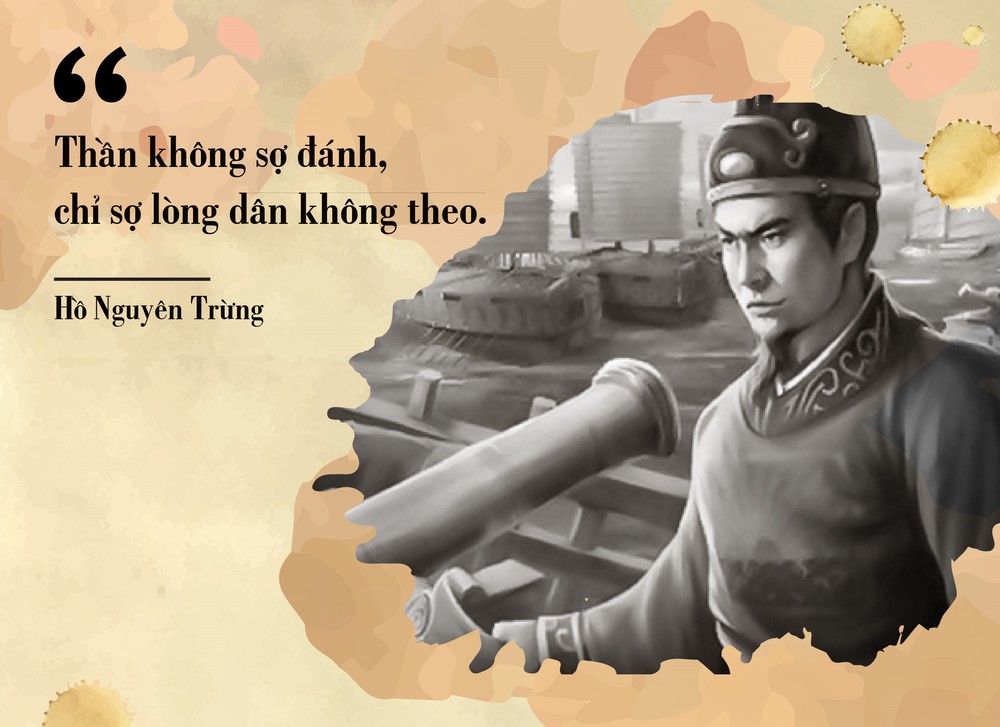 “
Thần không sợ đánh,
chỉ sợ lòng dân không theo.
Hồ Nguyên Trừng